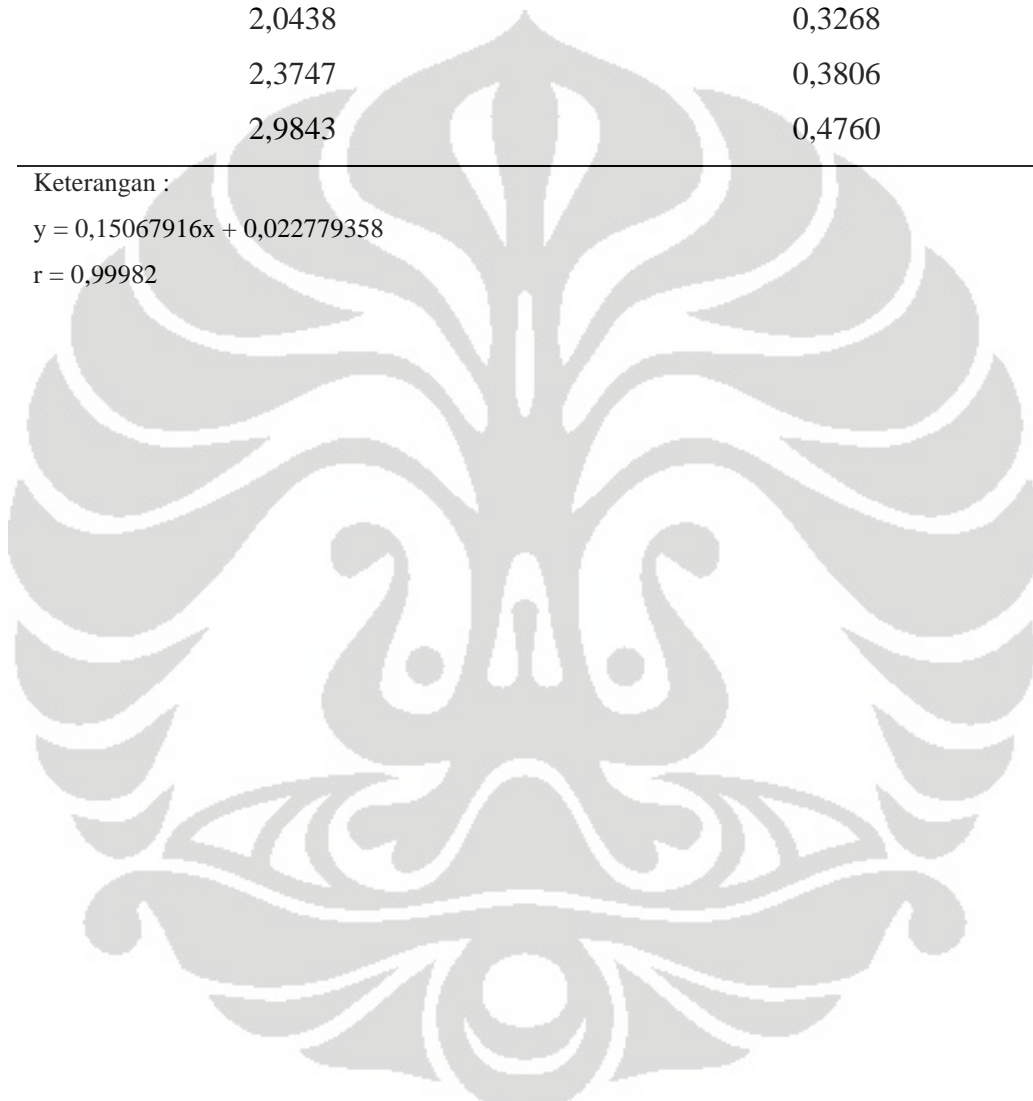 2,0438 0,3268
2,3747 0,3806
2,9843 0,4760
Keterangan :
y = 0,15067916x + 0,022779358
r = 0,99982